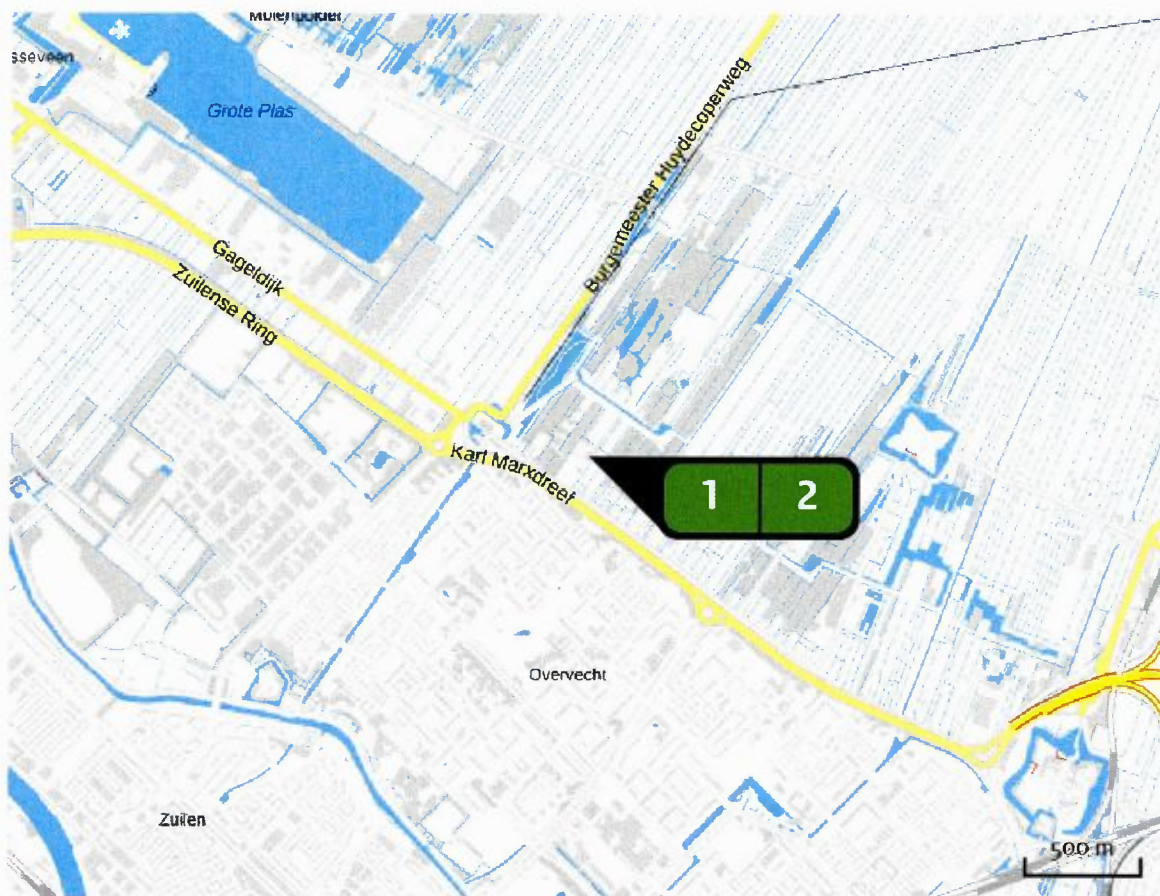 Molenpolder
sseveen
Grote Plas
Burgemeester Huydecoperweg
Gageldijk
Zuilense Ring
Karl Marxdreef
1 2
Overvecht
Zuilen
500 m